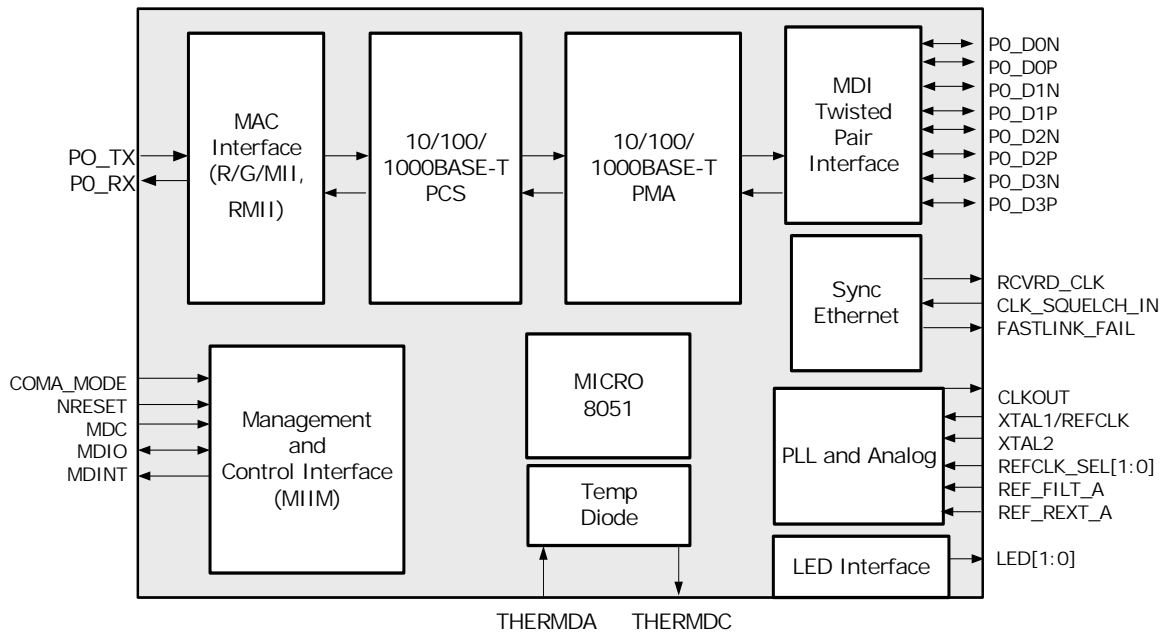 PO_TX
P0_RX
MAC
Interface
(R/G/MII,
RMII)
10/100/
1000BASE-T
PCS
10/100/
1000BASE-T
PMA
MDI
Twisted
Pair
Interface
P0_D0N
P0_D0P
P0_D1N
P0_D1P
P0_D2N
P0_D2P
P0_D3N
P0_D3P
Sync
Ethernet
RCVRD_CLK
CLK_SQUELCH_IN
FASTLINK_FAIL
COMA_MODE
NRESET
MDC
MDIO
MDINT
Management
and
Control Interface
(MIIM)
MICRO
8051
Temp
Diode
THERMDA
THERMDC
PLL and Analog
CLKOUT
XTAL1/REFCLK
XTAL2
REFCLK_SEL[1:0]
REF_FILT_A
REF_REXT_A
LED Interface
LED[1:0]